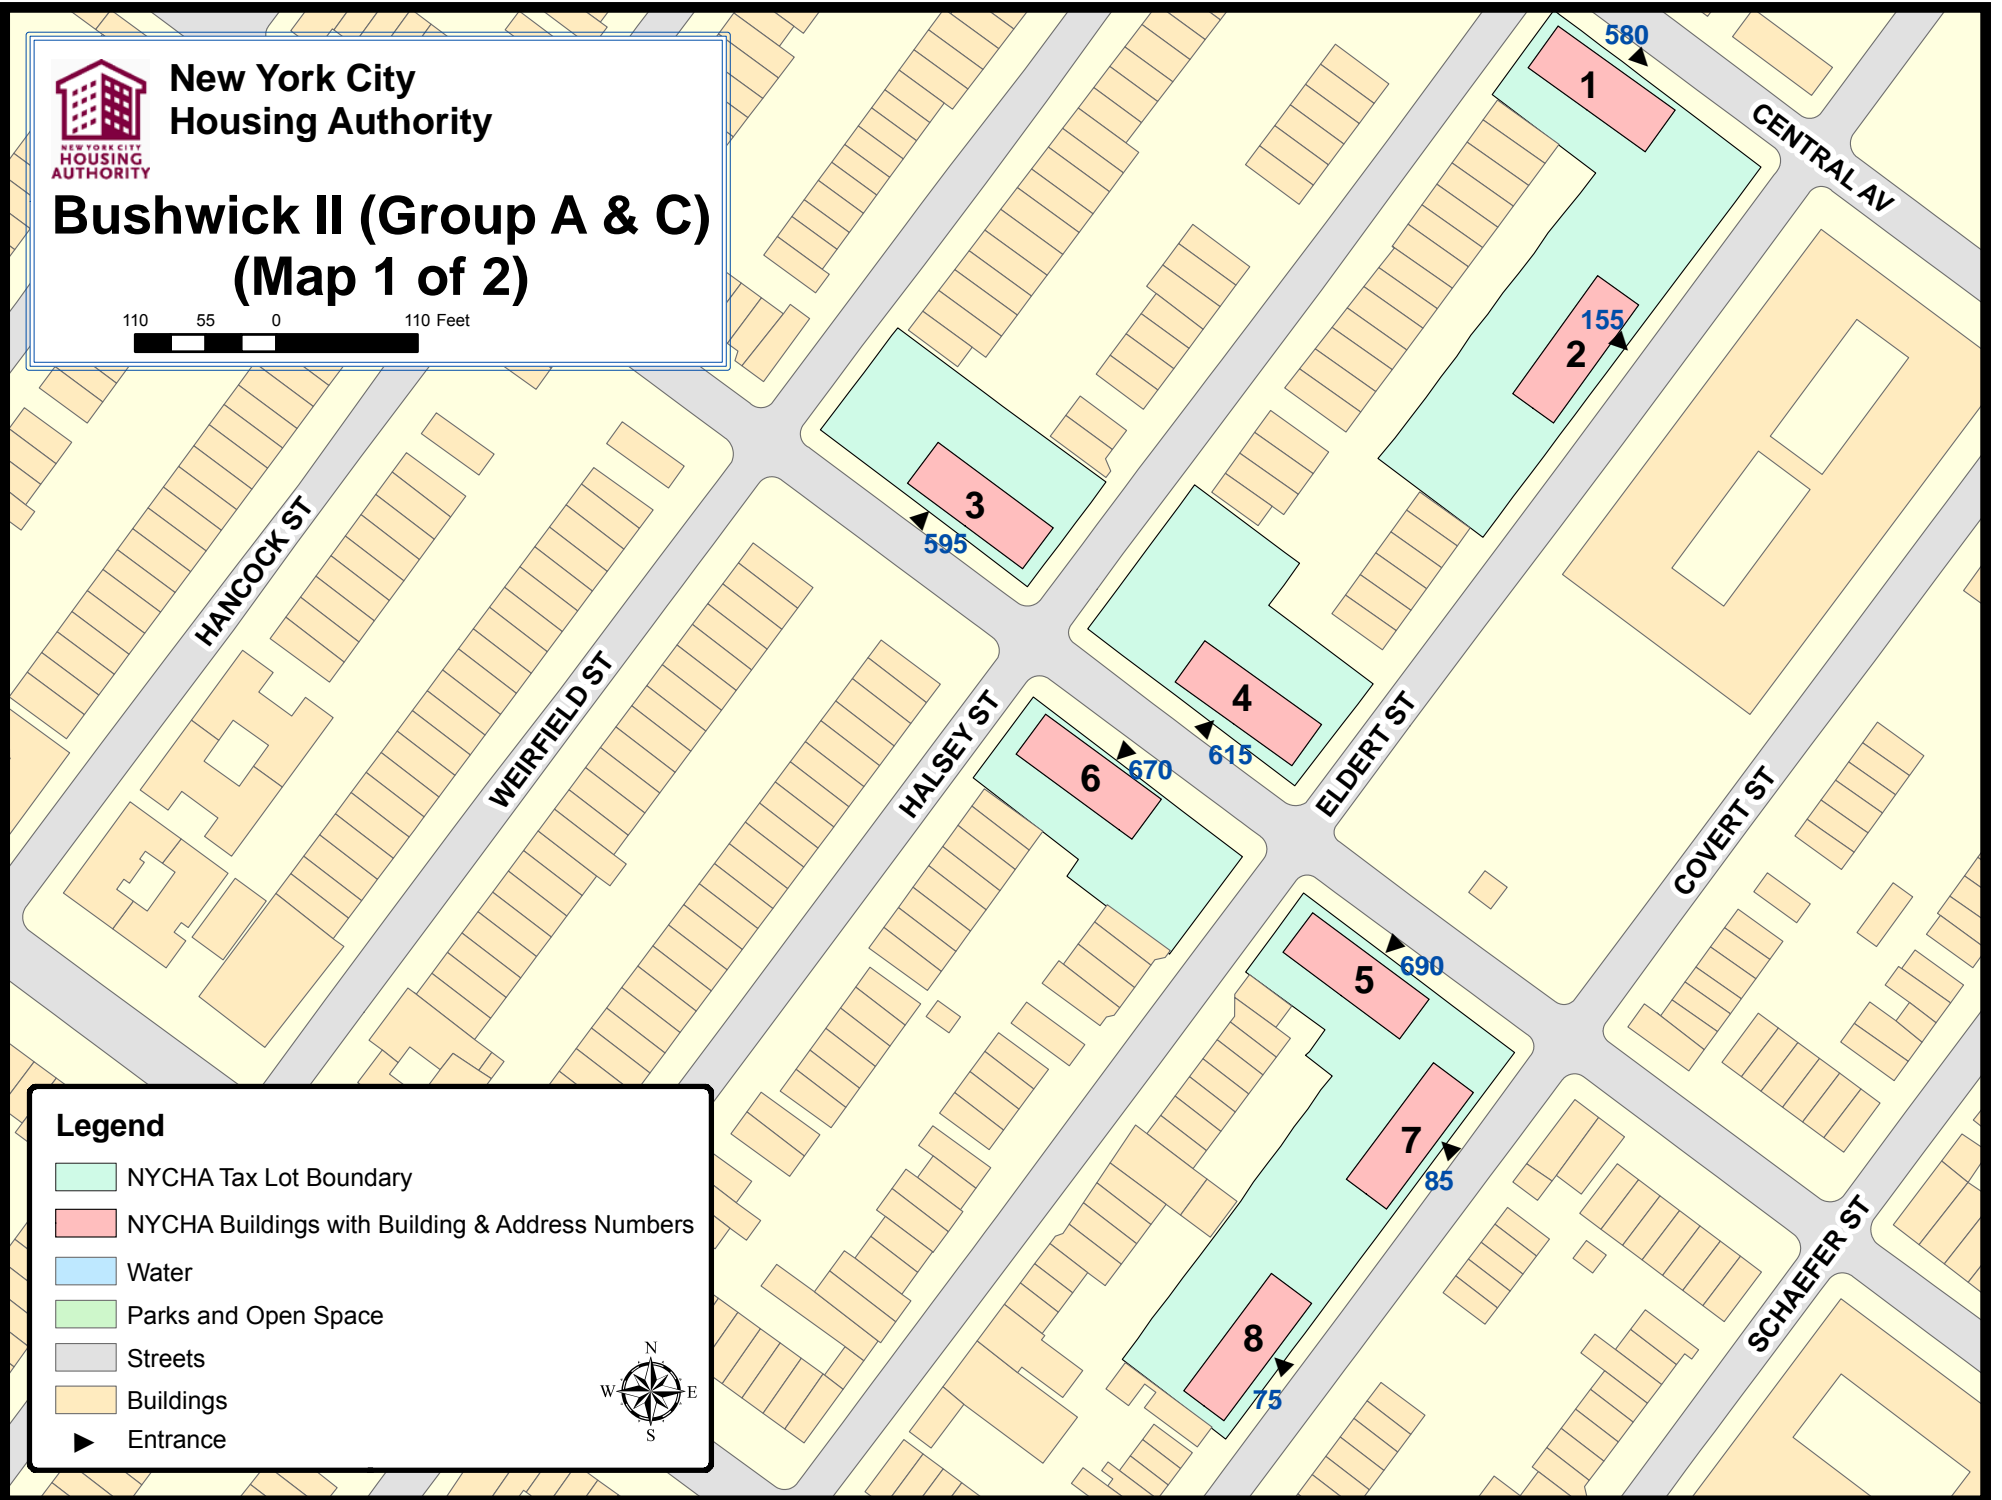 New York City
Housing Authority
NEW YORK CITY
HOUSING
AUTHORITY
Bushwick II (Group A & C)
(Map 1 of 2)
110 55 0 110 Feet
580
1
CENTRAL AV
155
2
3
595
HANCOCK ST
WEIRFIELD ST
HALSEY ST
4
615
ELDERT ST
6
670
COVERT ST
5
690
7
85
SCHAEFER ST
8
75
Legend
NYCHA Tax Lot Boundary
NYCHA Buildings with Building & Address Numbers
Water
Parks and Open Space
Streets
Buildings
Entrance
N
W E
S